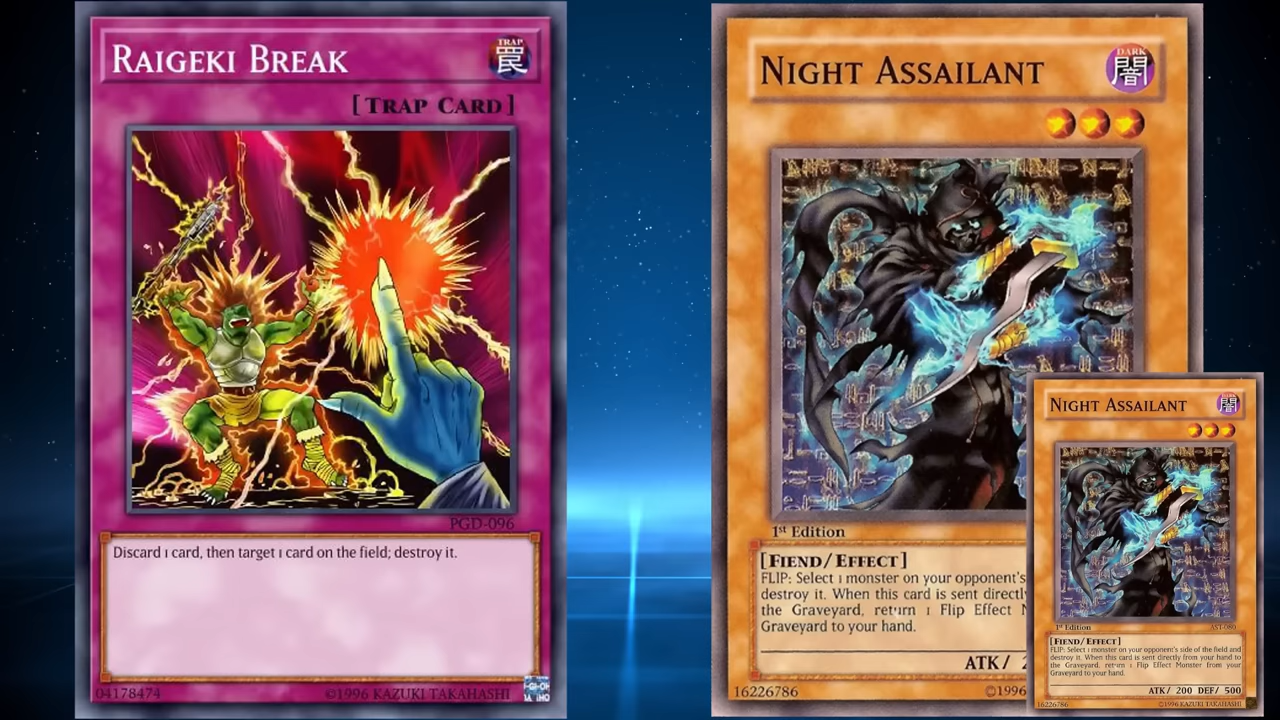 RAIGEKI BREAK
TRAP
罠
[TRAP CARD]
PGD-096
Discard 1 card, then target 1 card on the field; destroy it.
04178474
©1996 KAZUKI TAKAHASHI
NIGHT ASSAILANT
DARK
闇
1st Edition
[FIEND/EFFECT]
FLIP: Select 1 monster on your opponent's
destroy it. When this card is sent directly
the Graveyard, return 1 Flip Effect
Graveyard to your hand.
ATK/ 2
16226786
©1996
NIGHT ASSAILANT
闇
1st Edition
AST-080
[FIEND/EFFECT]
FLIP: Select 1 monster on your opponent's side of the field and
destroy it. When this card is sent directly from your hand to
the Graveyard, return 1 Flip Effect Monster from your
Graveyard to your hand.
ATK/ 200 DEF/ 500
16226786
©1996 KAZUKI TAKAHASHI